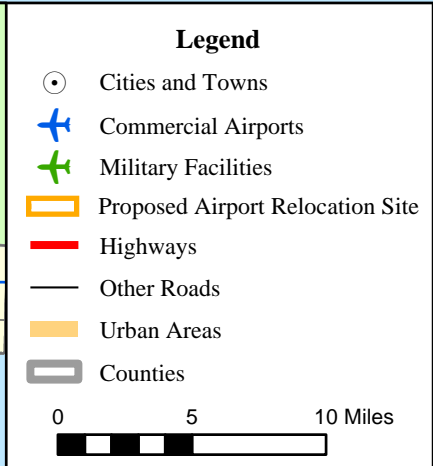 Legend
Cities and Towns
Commercial Airports
Military Facilities
Proposed Airport Relocation Site
Highways
Other Roads
Urban Areas
Counties
0 5 10 Miles